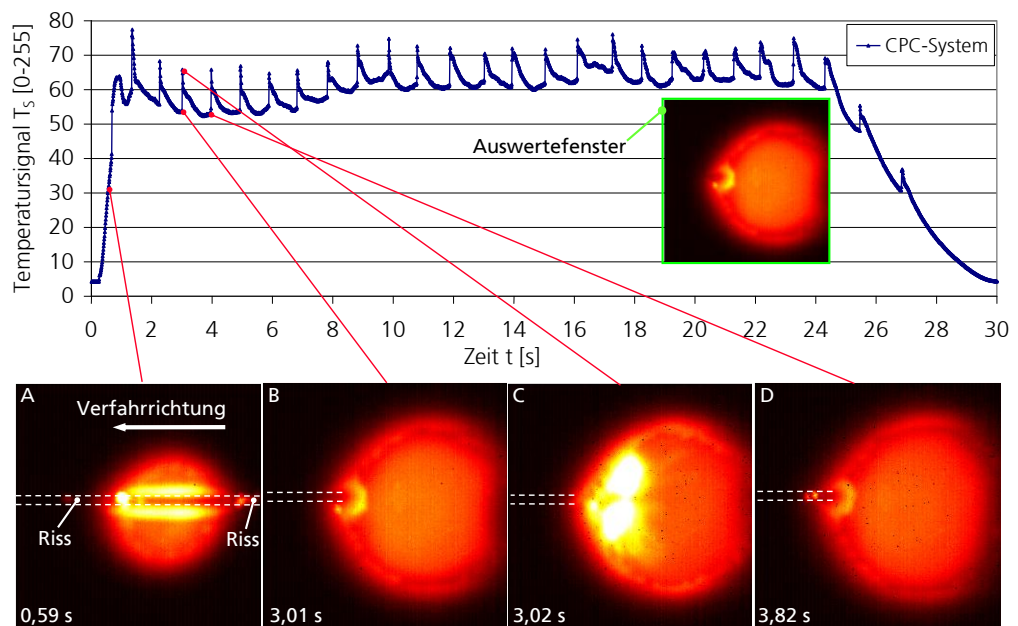 80
70
60
50
40
30
20
10
0
Temperatursignal T_S [0-255]
CPC-System
Auswertefenster
0 2 4 6 8 10 12 14 16 18 20 22 24 26 28 30
Zeit t [s]
A
Verfahrrichtung
Riss
Riss
0,59 s
B
3,01 s
C
3,02 s
D
3,82 s